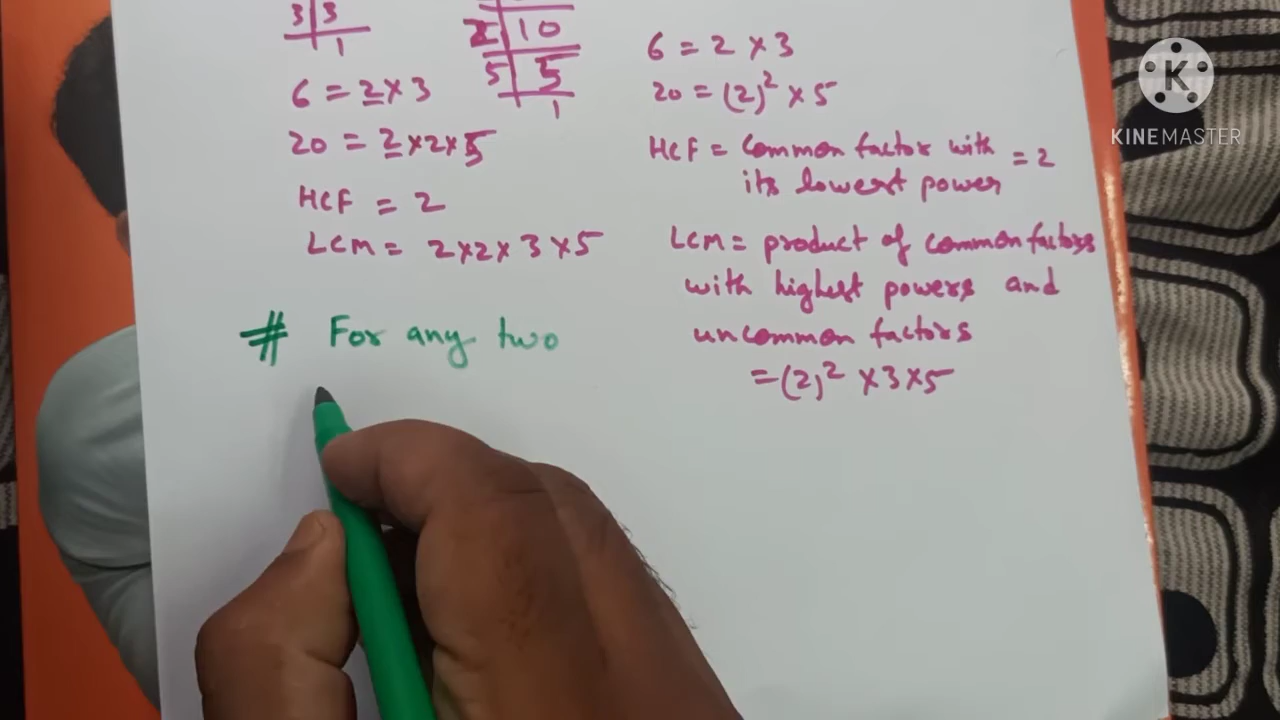 3 3
1
2 10
5 5
1
6 = 2 × 3
20 = 2 × 2 × 5
HCF = 2
LCM = 2 × 2 × 3 × 5
# For any two
6 = 2 × 3
20 = (2)² × 5
HCF = Common factor with = 2
its lowest power
LCM = product of common factors
with highest powers and
uncommon factors
= (2)² × 3 × 5
K
KINEMASTER